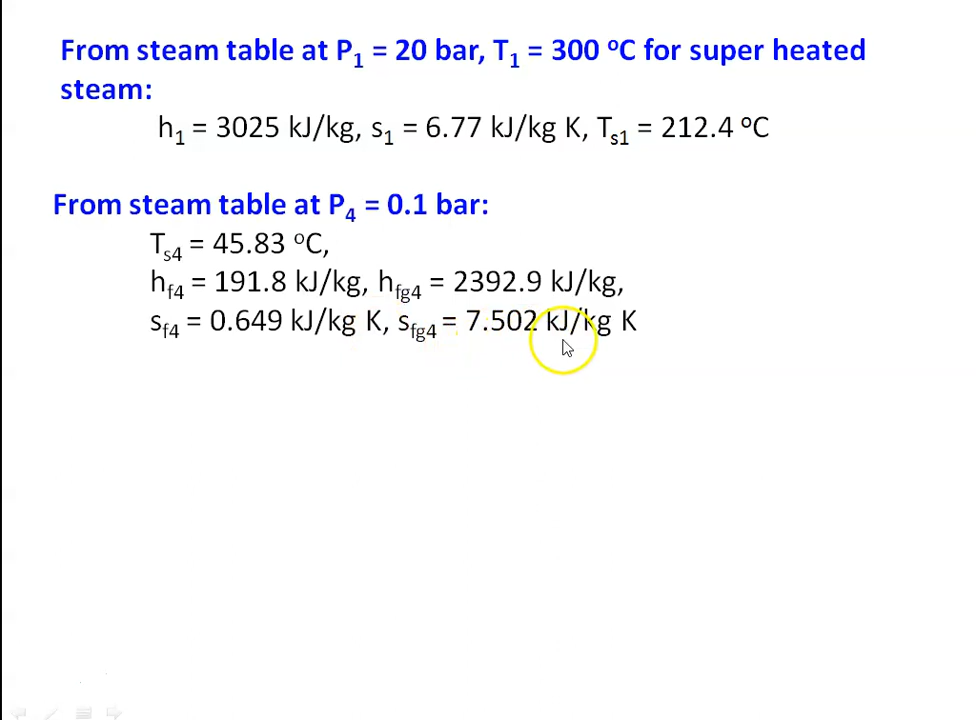 From steam table at P₁ = 20 bar, T₁ = 300 ᵒC for super heated
steam:
h₁ = 3025 kJ/kg, s₁ = 6.77 kJ/kg K, Tₛ₁ = 212.4 ᵒC
From steam table at P₄ = 0.1 bar:
Tₛ₄ = 45.83 ᵒC,
hf₄ = 191.8 kJ/kg, hfg₄ = 2392.9 kJ/kg,
sf₄ = 0.649 kJ/kg K, sfg₄ = 7.502 kJ/kg K